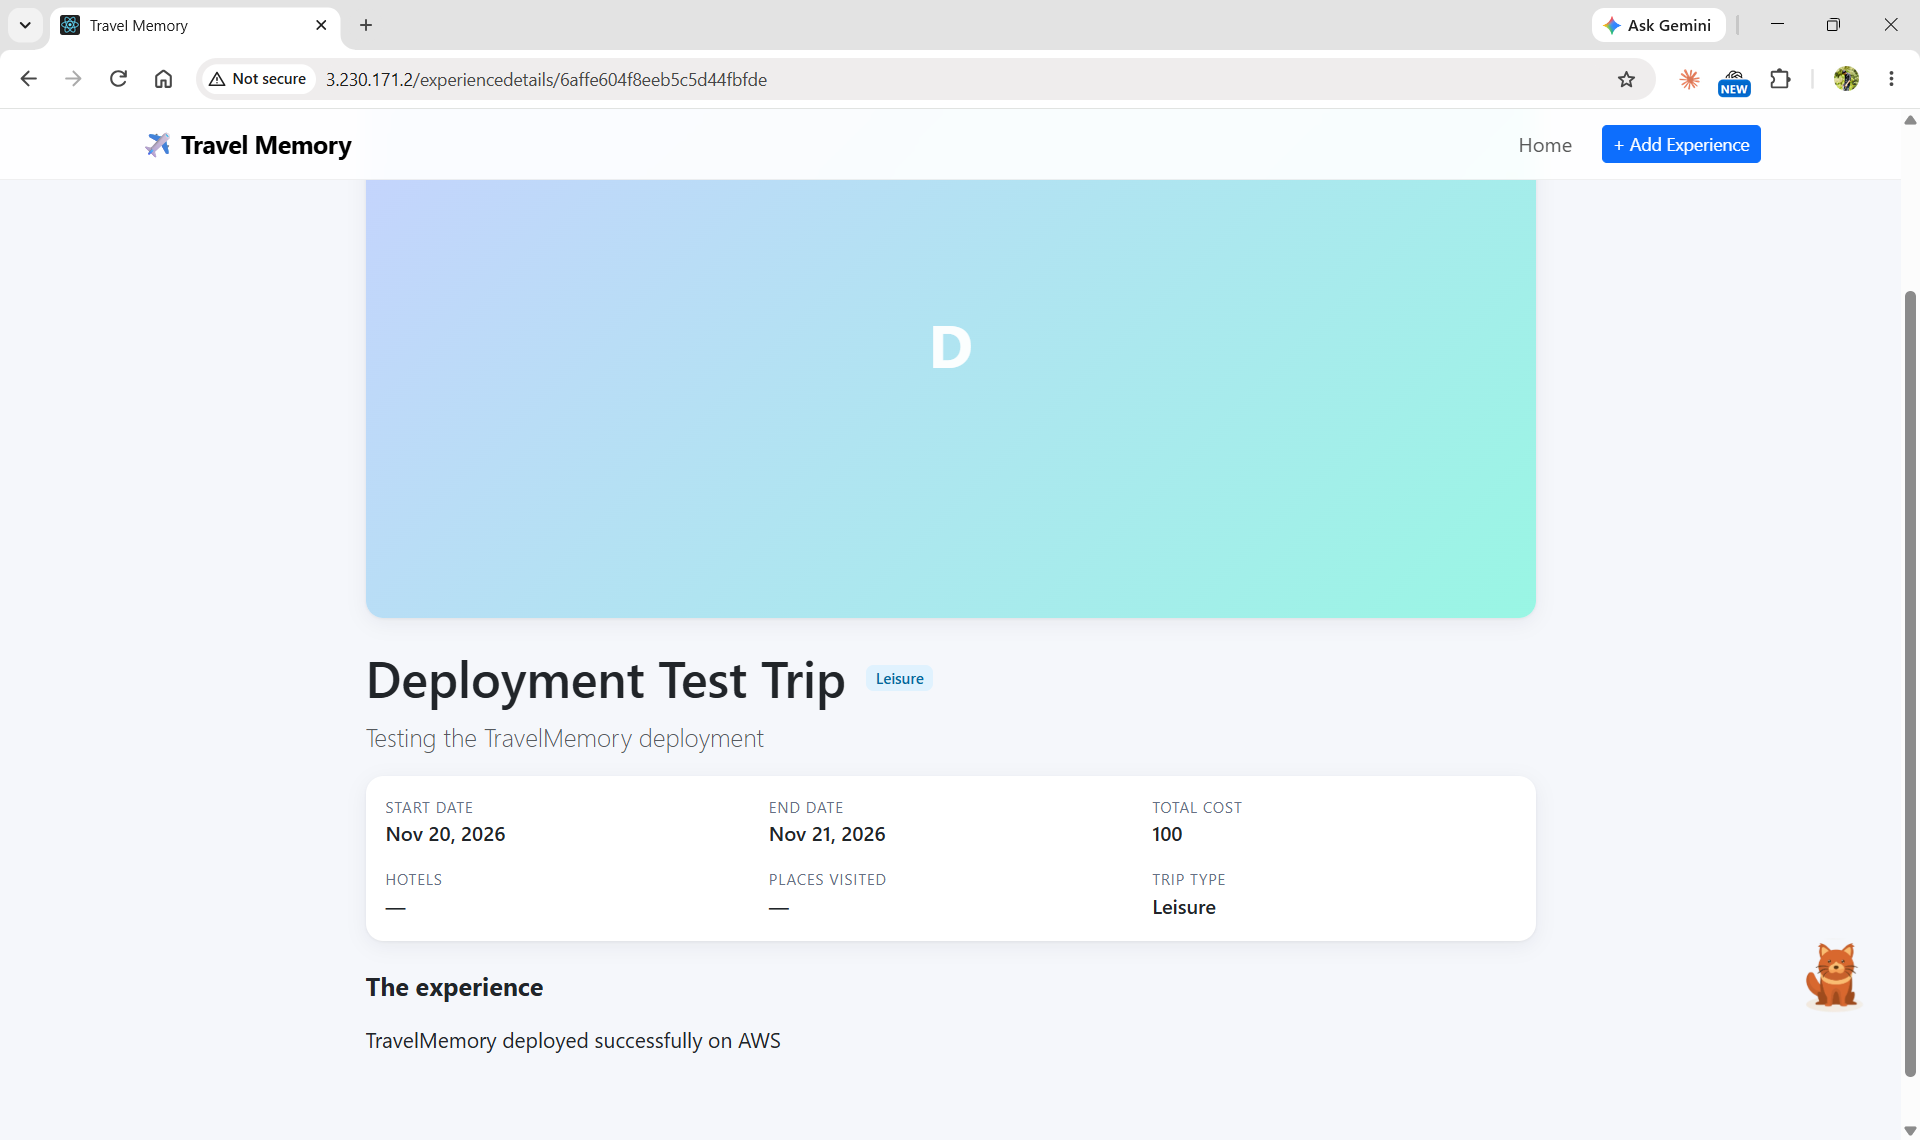 Travel Memory
Ask Gemini
Not secure
3.230.171.2/experiencedetails/6affe604f8eeb5c5d44fbfde
NEW
Travel Memory
Home
+ Add Experience
D
Deployment Test Trip
Leisure
Testing the TravelMemory deployment
START DATE
END DATE
TOTAL COST
Nov 20, 2026
Nov 21, 2026
100
HOTELS
PLACES VISITED
TRIP TYPE
—
—
Leisure
The experience
TravelMemory deployed successfully on AWS